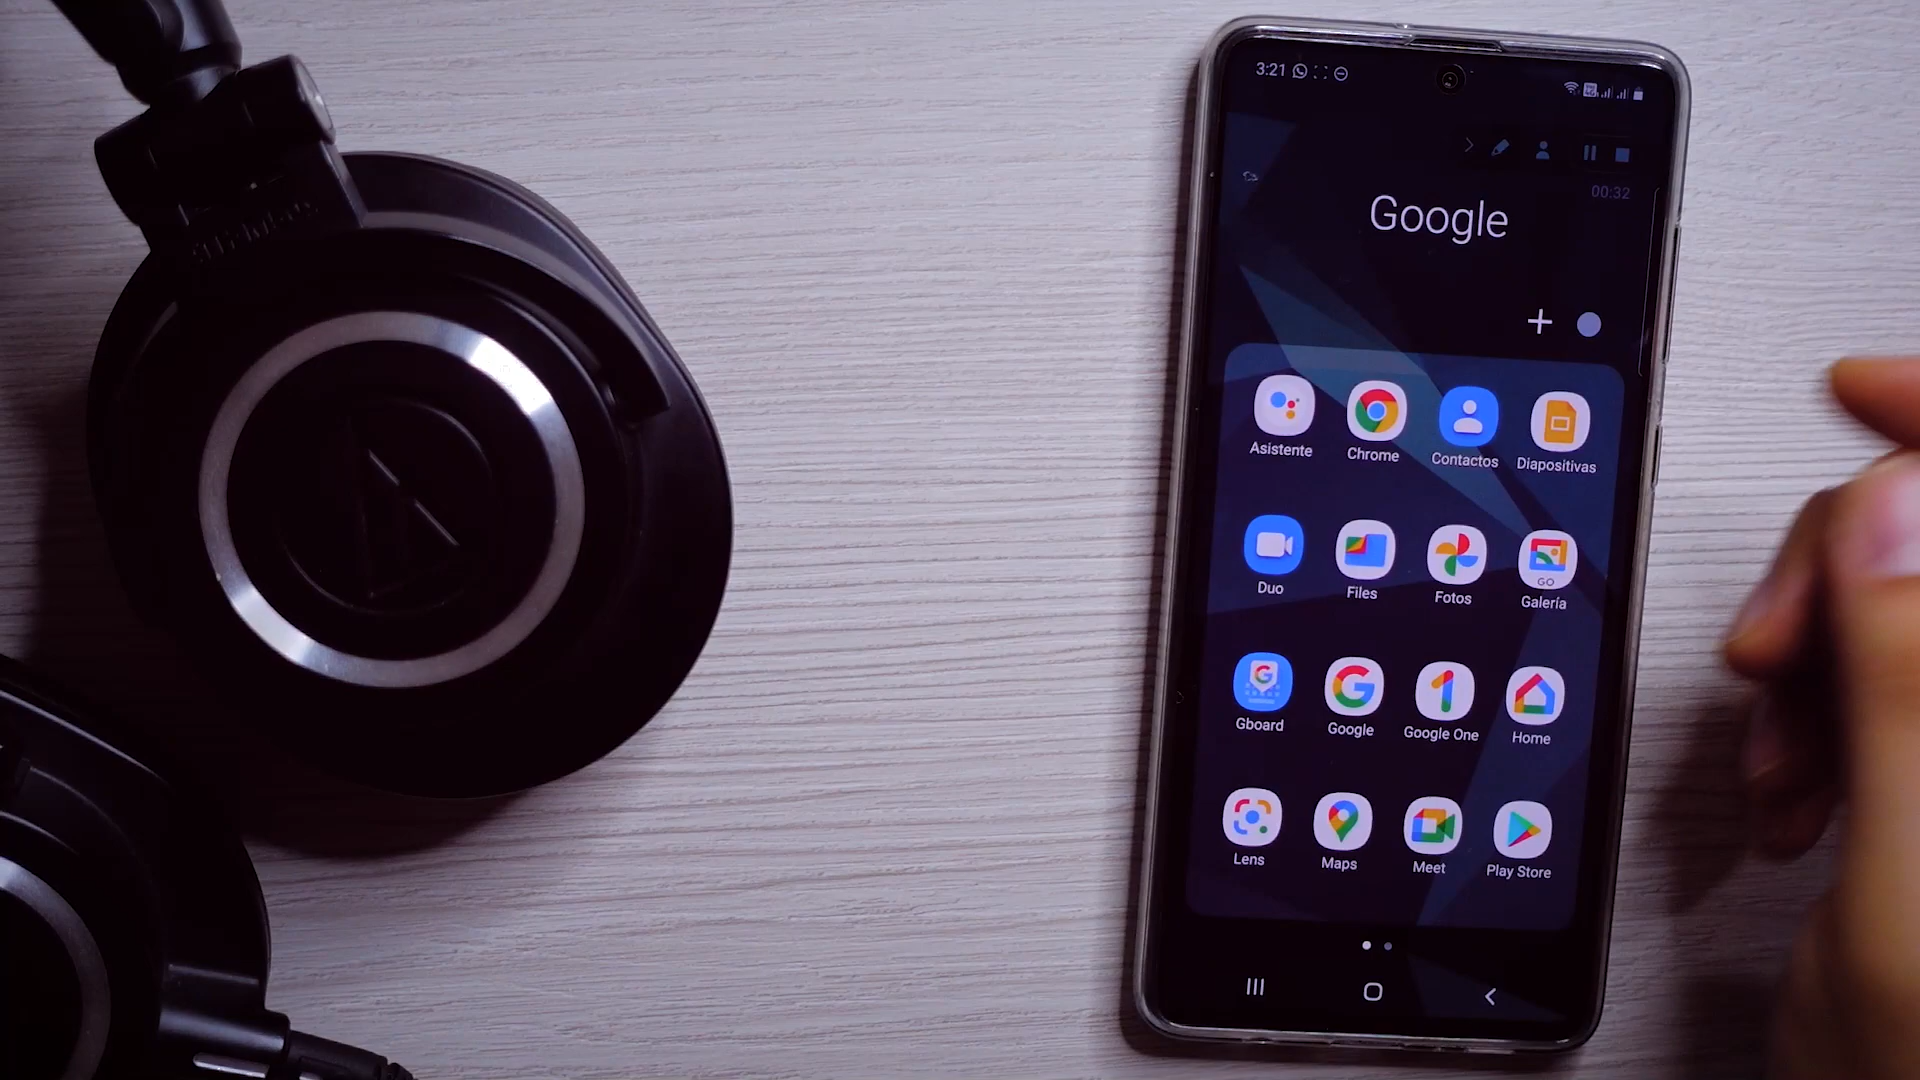 3:21
00:32
Google
Asistente Chrome Contactos Diapositivas
Duo Files Fotos Galería
GO
Gboard Google Google One Home
Lens Maps Meet Play Store